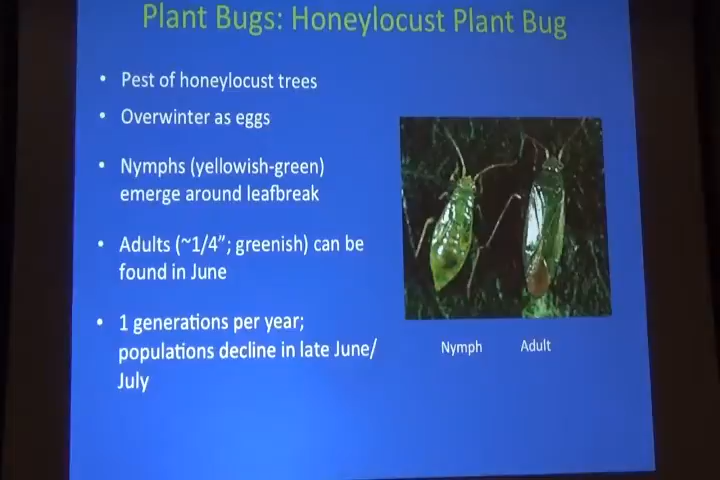 Plant Bugs: Honeylocust Plant Bug
• Pest of honeylocust trees
• Overwinter as eggs
• Nymphs (yellowish-green)
emerge around leafbreak
• Adults (~1/4”; greenish) can be
found in June
• 1 generations per year;
populations decline in late June/
July
Nymph Adult